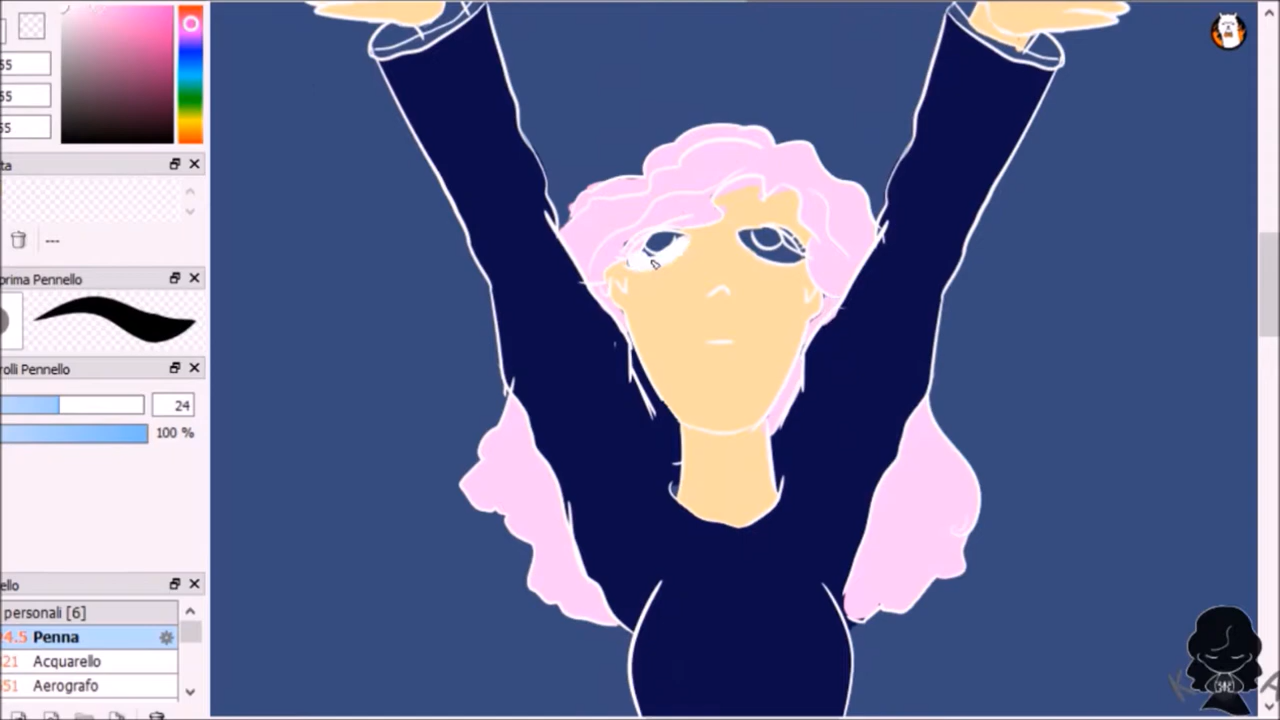 55
55
55
ta
---
prima Pennello
rolli Pennello
24
100 %
ello
personali [6]
4.5 Penna
21 Acquarello
51 Aerografo
K